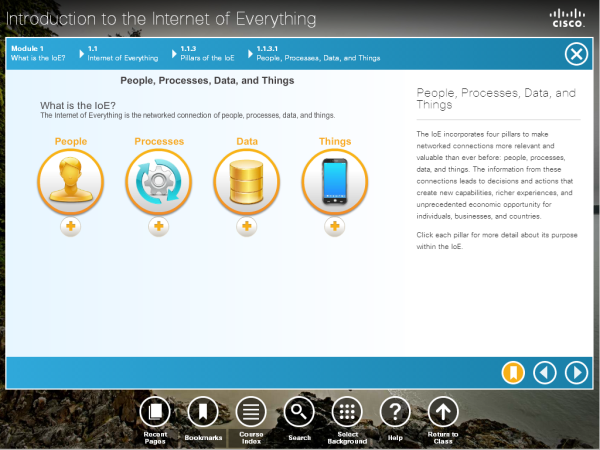 Introduction to the Internet of Everything
CISCO
Module 1
What is the IoE?
1.1
Internet of Everything
1.1.3
Pillars of the IoE
1.1.3.1
People, Processes, Data, and Things
People, Processes, Data, and Things
What is the IoE?
The Internet of Everything is the networked connection of people, processes, data, and things.
People
Processes
Data
Things
People, Processes, Data, and
Things
The IoE incorporates four pillars to make
networked connections more relevant and
valuable than ever before: people, processes,
data, and things. The information from these
connections leads to decisions and actions that
create new capabilities, richer experiences, and
unprecedented economic opportunity for
individuals, businesses, and countries.
Click each pillar for more detail about its purpose
within the IoE.
Recent
Pages
Bookmarks
Course
Index
Search
Select
Background
?
Help
Return to
Class